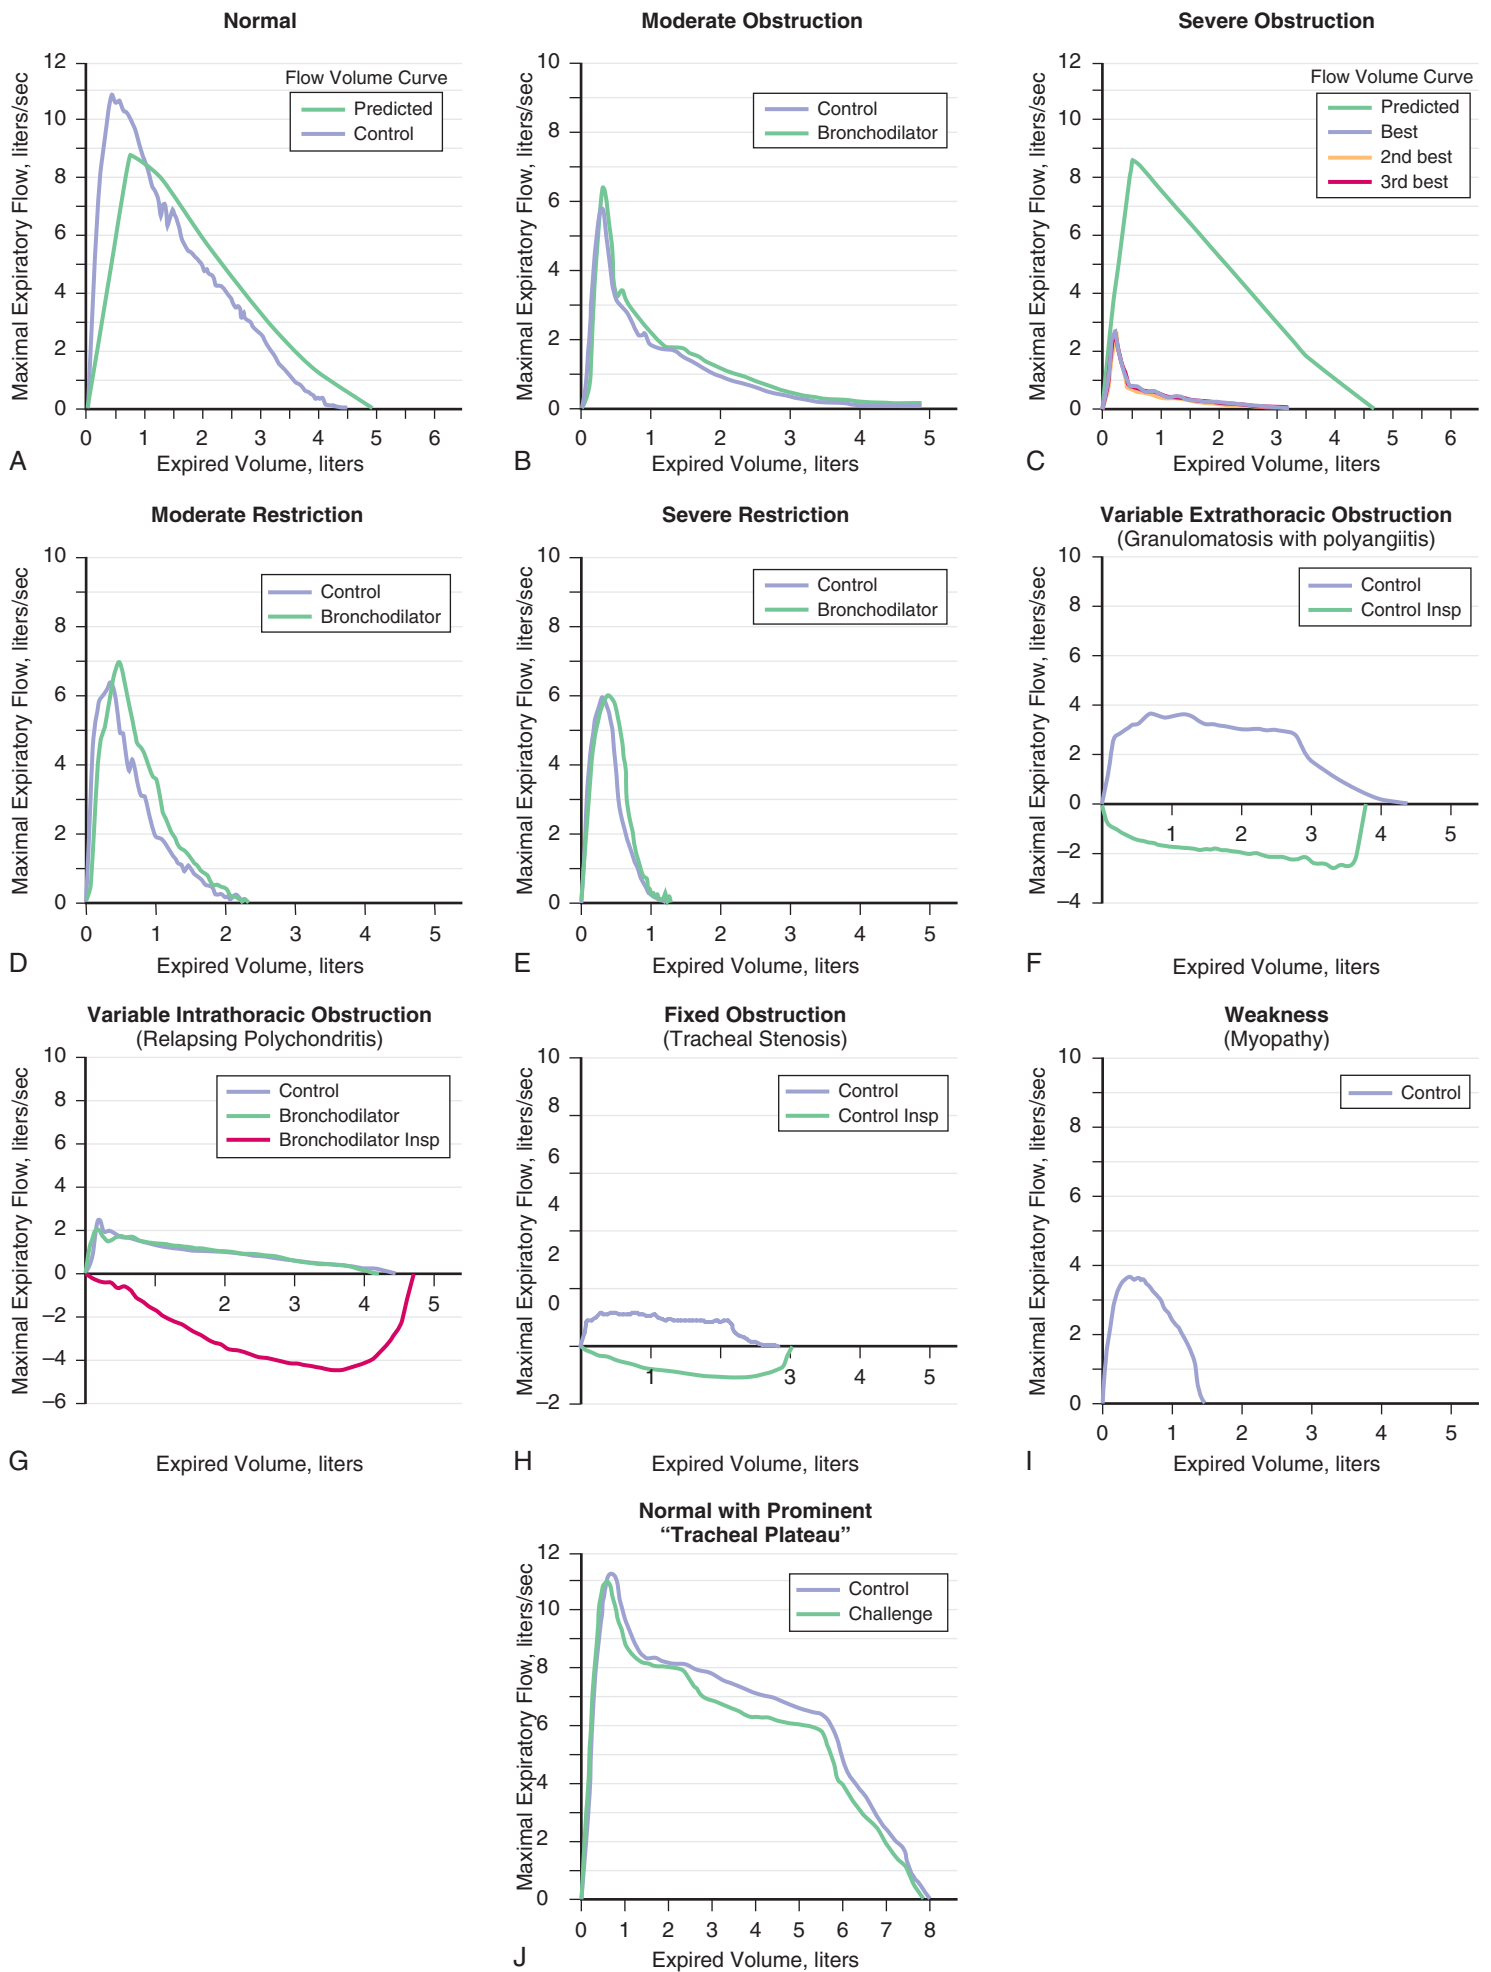 Normal
12
10
8
6
4
2
0
0 1 2 3 4 5 6
Maximal Expiratory Flow, liters/sec
Flow Volume Curve
Predicted
Control
Expired Volume, liters
A
Moderate Obstruction
10
8
6
4
2
0
0 1 2 3 4 5
Maximal Expiratory Flow, liters/sec
Control
Bronchodilator
Expired Volume, liters
B
Severe Obstruction
12
10
8
6
4
2
0
0 1 2 3 4 5 6
Maximal Expiratory Flow, liters/sec
Flow Volume Curve
Predicted
Best
2nd best
3rd best
Expired Volume, liters
C
Moderate Restriction
10
8
6
4
2
0
0 1 2 3 4 5
Maximal Expiratory Flow, liters/sec
Control
Bronchodilator
Expired Volume, liters
D
Severe Restriction
10
8
6
4
2
0
0 1 2 3 4 5
Maximal Expiratory Flow, liters/sec
Control
Bronchodilator
Expired Volume, liters
E
Variable Extrathoracic Obstruction
(Granulomatosis with polyangiitis)
10
8
6
4
2
0
–2
–4
1 2 3 4 5
Maximal Expiratory Flow, liters/sec
Control
Control Insp
Expired Volume, liters
F
Variable Intrathoracic Obstruction
(Relapsing Polychondritis)
10
8
6
4
2
0
–2
–4
–6
2 3 4 5
Maximal Expiratory Flow, liters/sec
Control
Bronchodilator
Bronchodilator Insp
Expired Volume, liters
G
Fixed Obstruction
(Tracheal Stenosis)
10
8
6
4
2
0
–2
1 3 4 5
Maximal Expiratory Flow, liters/sec
Control
Control Insp
Expired Volume, liters
H
Weakness
(Myopathy)
10
8
6
4
2
0
0 1 2 3 4 5
Maximal Expiratory Flow, liters/sec
Control
Expired Volume, liters
I
Normal with Prominent
“Tracheal Plateau”
12
10
8
6
4
2
0
0 1 2 3 4 5 6 7 8
Maximal Expiratory Flow, liters/sec
Control
Challenge
Expired Volume, liters
J